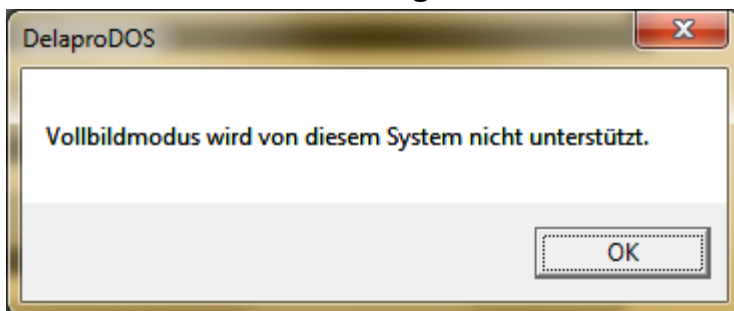 DelaproDOS
Vollbildmodus wird von diesem System nicht unterstützt.
OK